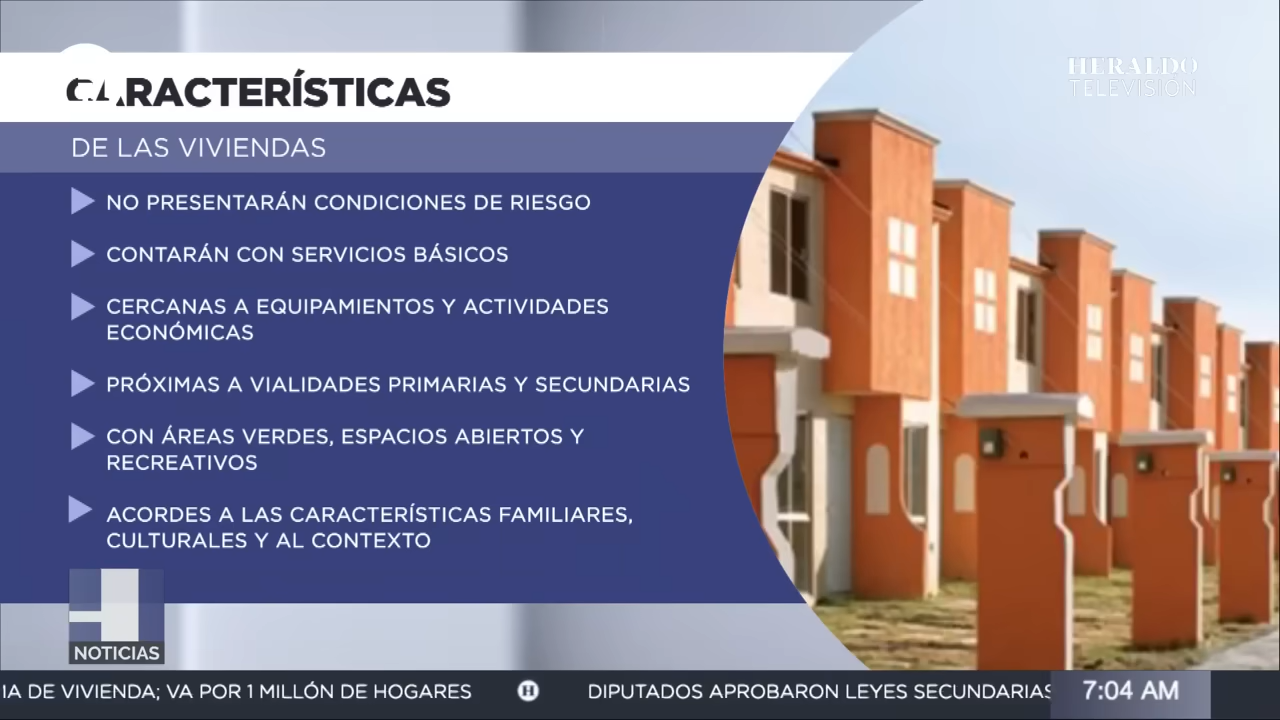 CARACTERÍSTICAS
DE LAS VIVIENDAS
NO PRESENTARÁN CONDICIONES DE RIESGO
CONTARÁN CON SERVICIOS BÁSICOS
CERCANAS A EQUIPAMIENTOS Y ACTIVIDADES
ECONÓMICAS
PRÓXIMAS A VIALIDADES PRIMARIAS Y SECUNDARIAS
CON ÁREAS VERDES, ESPACIOS ABIERTOS Y
RECREATIVOS
ACORDES A LAS CARACTERÍSTICAS FAMILIARES,
CULTURALES Y AL CONTEXTO
HERALDO
TELEVISIÓN
NOTICIAS
IA DE VIVIENDA; VA POR 1 MILLÓN DE HOGARES
H
DIPUTADOS APROBARON LEYES SECUNDARIAS
7:04 AM